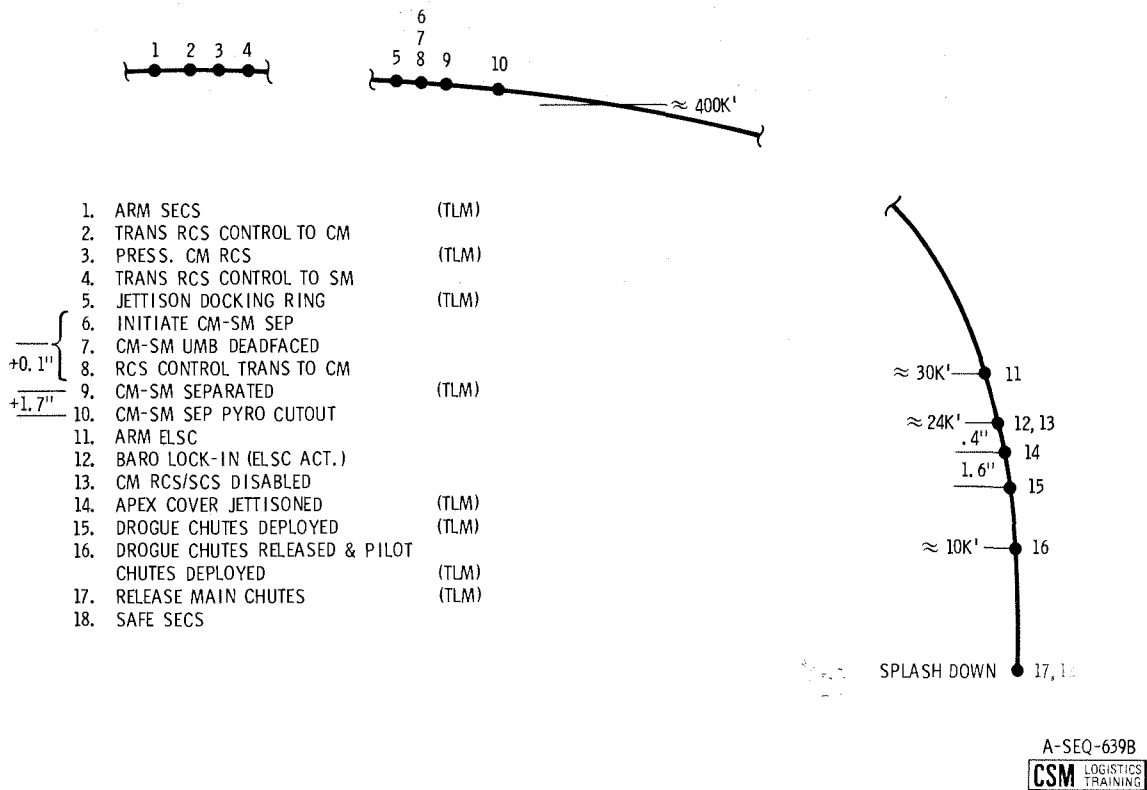 6
7
1 2 3 4
5 8 9 10
≈ 400K'
1. ARM SECS (TLM)
2. TRANS RCS CONTROL TO CM
3. PRESS. CM RCS (TLM)
4. TRANS RCS CONTROL TO SM
5. JETTISON DOCKING RING (TLM)
6. INITIATE CM-SM SEP
7. CM-SM UMB DEADFACED
+0.1"
8. RCS CONTROL TRANS TO CM
9. CM-SM SEPARATED (TLM)
+1.7"
10. CM-SM SEP PYRO CUTOUT
11. ARM ELSC
12. BARO LOCK-IN (ELSC ACT.)
13. CM RCS/SCS DISABLED
14. APEX COVER JETTISONED (TLM)
15. DROGUE CHUTES DEPLOYED (TLM)
16. DROGUE CHUTES RELEASED & PILOT
CHUTES DEPLOYED (TLM)
17. RELEASE MAIN CHUTES (TLM)
18. SAFE SECS
≈ 30K' 11
≈ 24K' 12, 13
.4" 14
1.6" 15
≈ 10K' 16
SPLASH DOWN 17,
A-SEQ-639B
CSM LOGISTICS
TRAINING